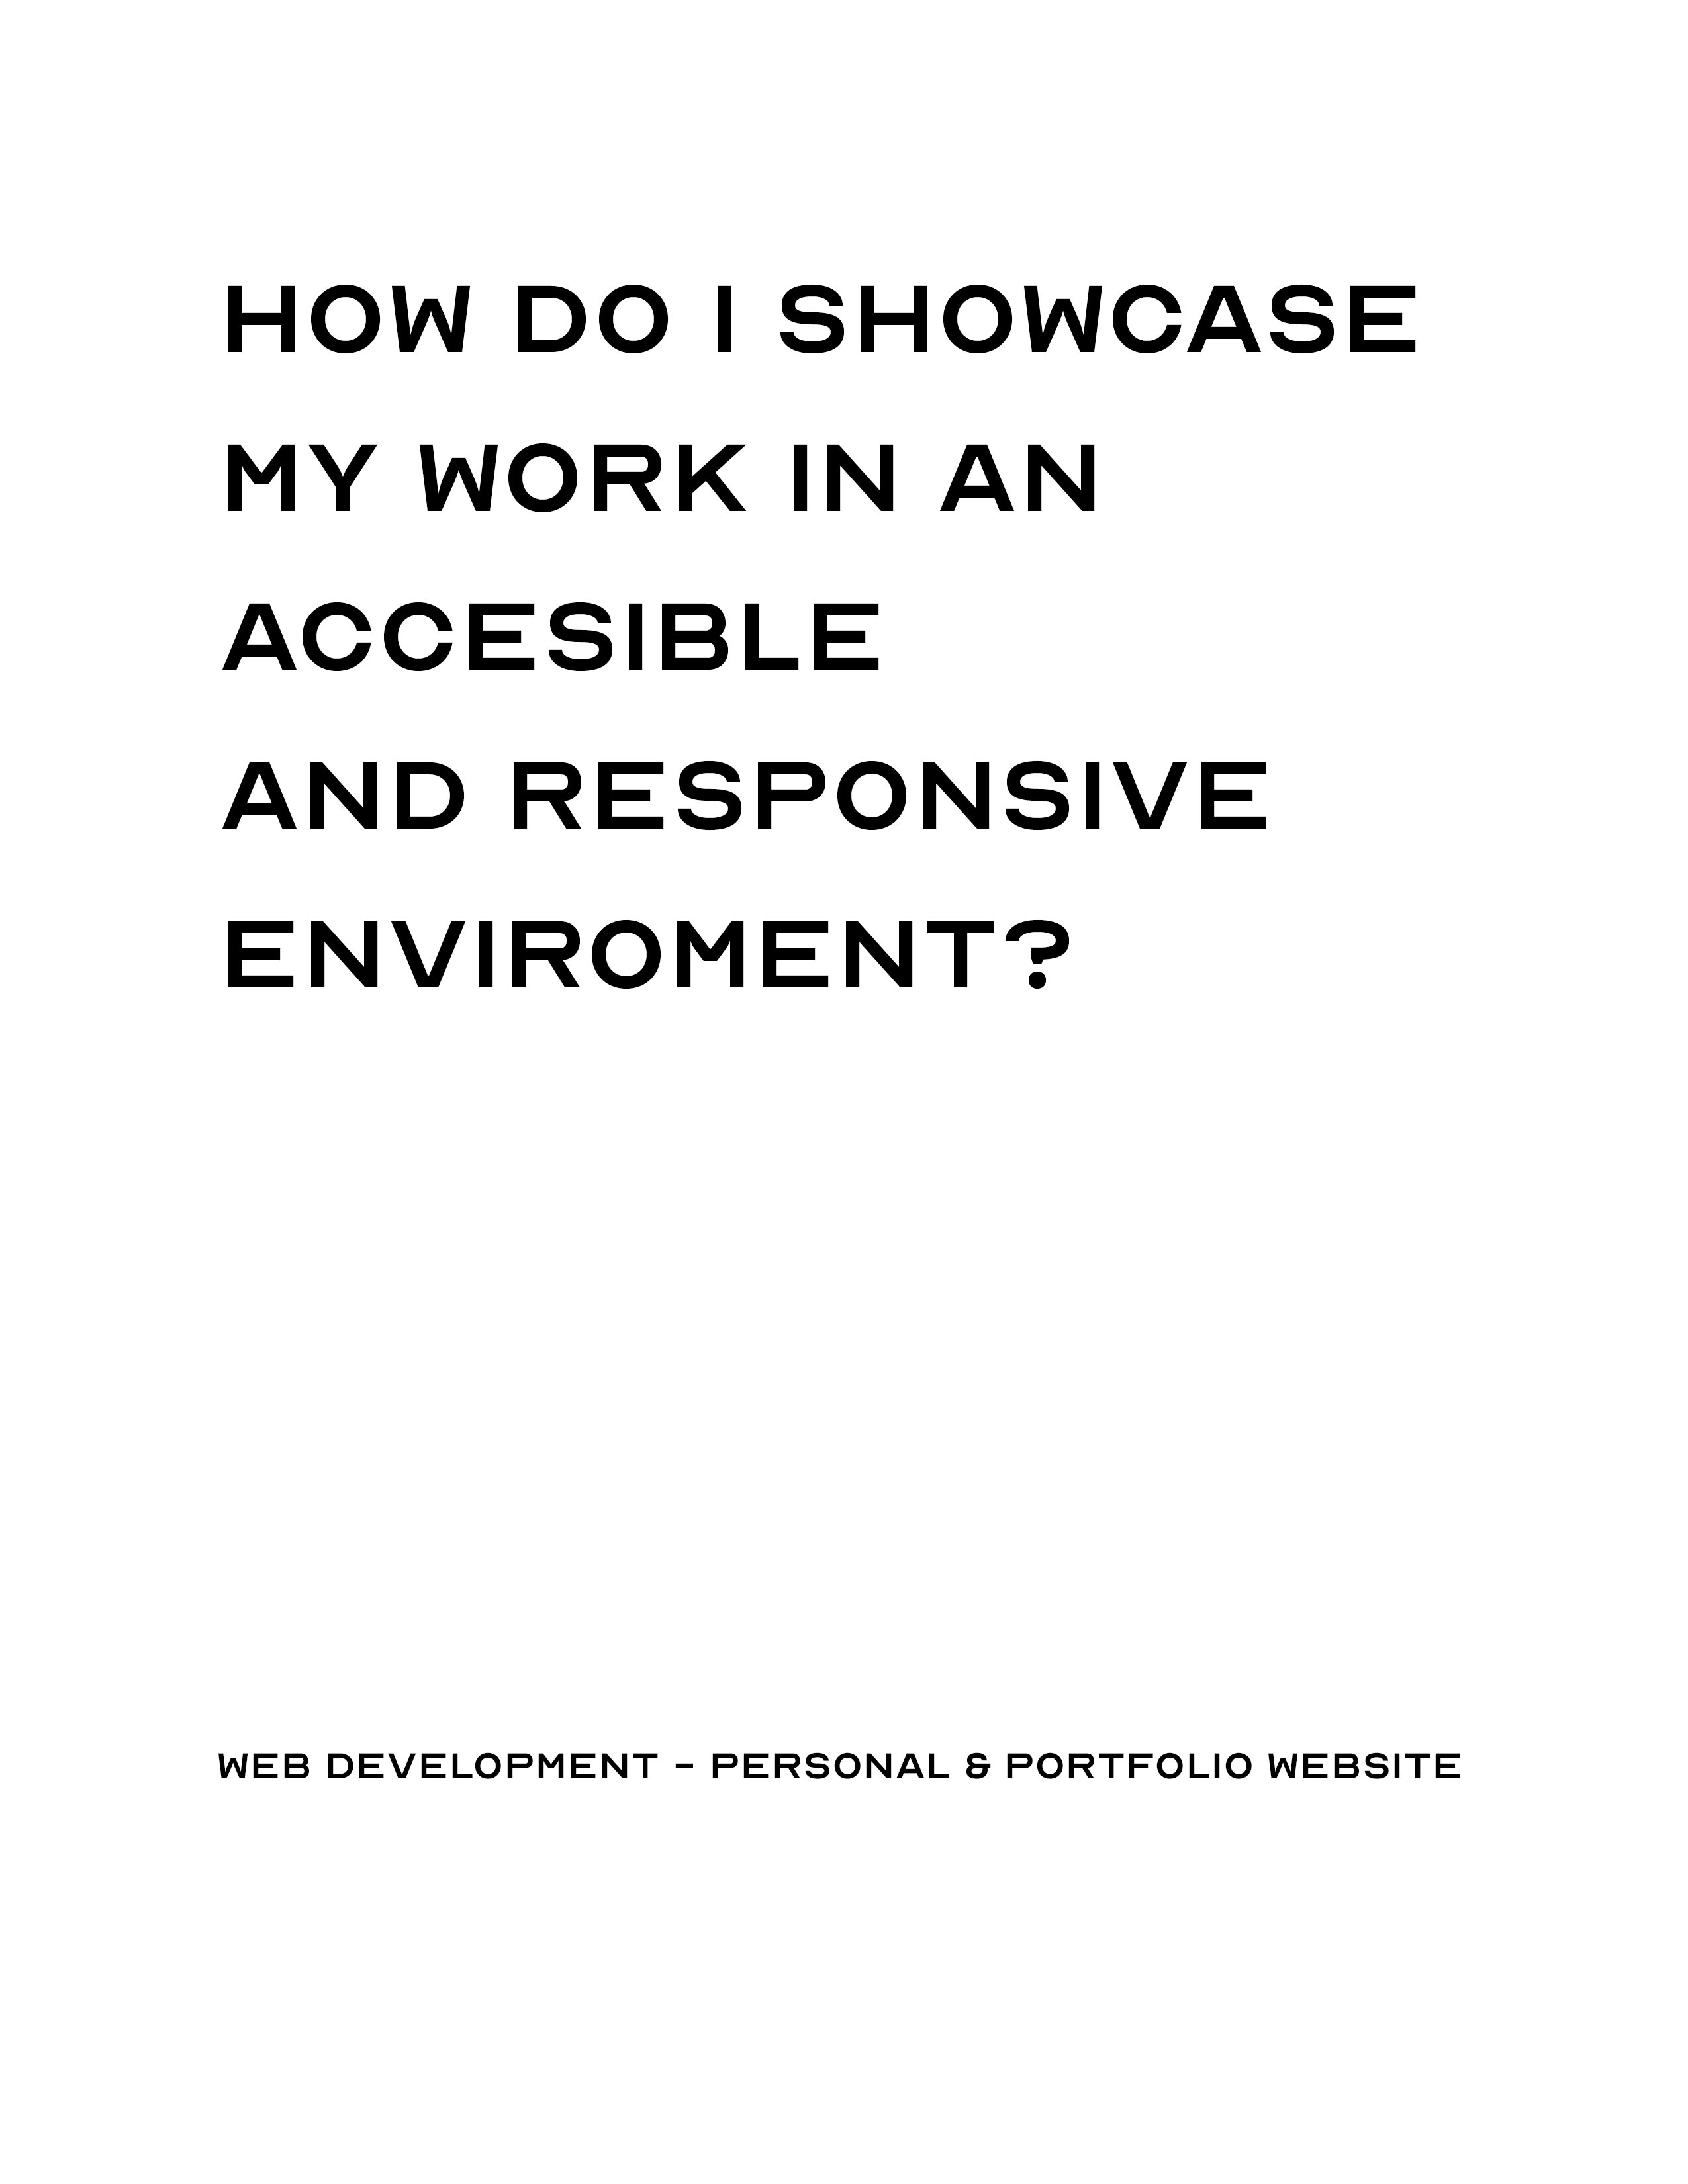 HOW DO I SHOWCASE
MY WORK IN AN
ACCESIBLE
AND RESPONSIVE
ENVIROMENT?
WEB DEVELOPMENT - PERSONAL & PORTFOLIO WEBSITE